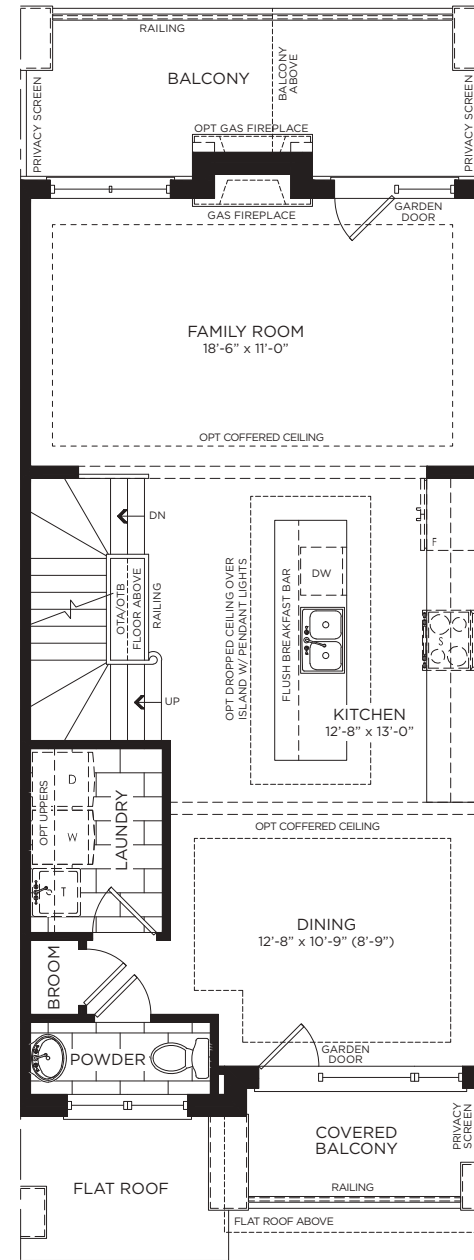 RAILING
BALCONY
BALCONY
ABOVE
PRIVACY SCREEN
PRIVACY SCREEN
OPT GAS FIREPLACE
GAS FIREPLACE
GARDEN
DOOR
FAMILY ROOM
18'-6" x 11'-0"
OPT COFFERED CEILING
DN
OTA/OTB
FLOOR ABOVE
RAILING
UP
OPT DROPPED CEILING OVER
ISLAND W/ PENDANT LIGHTS
FLUSH BREAKFAST BAR
DW
F
S
KITCHEN
12'-8" x 13'-0"
OPT UPPERS
D
W
T
LAUNDRY
OPT COFFERED CEILING
DINING
12'-8" x 10'-9" (8'-9")
BROOM
POWDER
GARDEN
DOOR
COVERED
BALCONY
PRIVACY
SCREEN
RAILING
FLAT ROOF
FLAT ROOF ABOVE